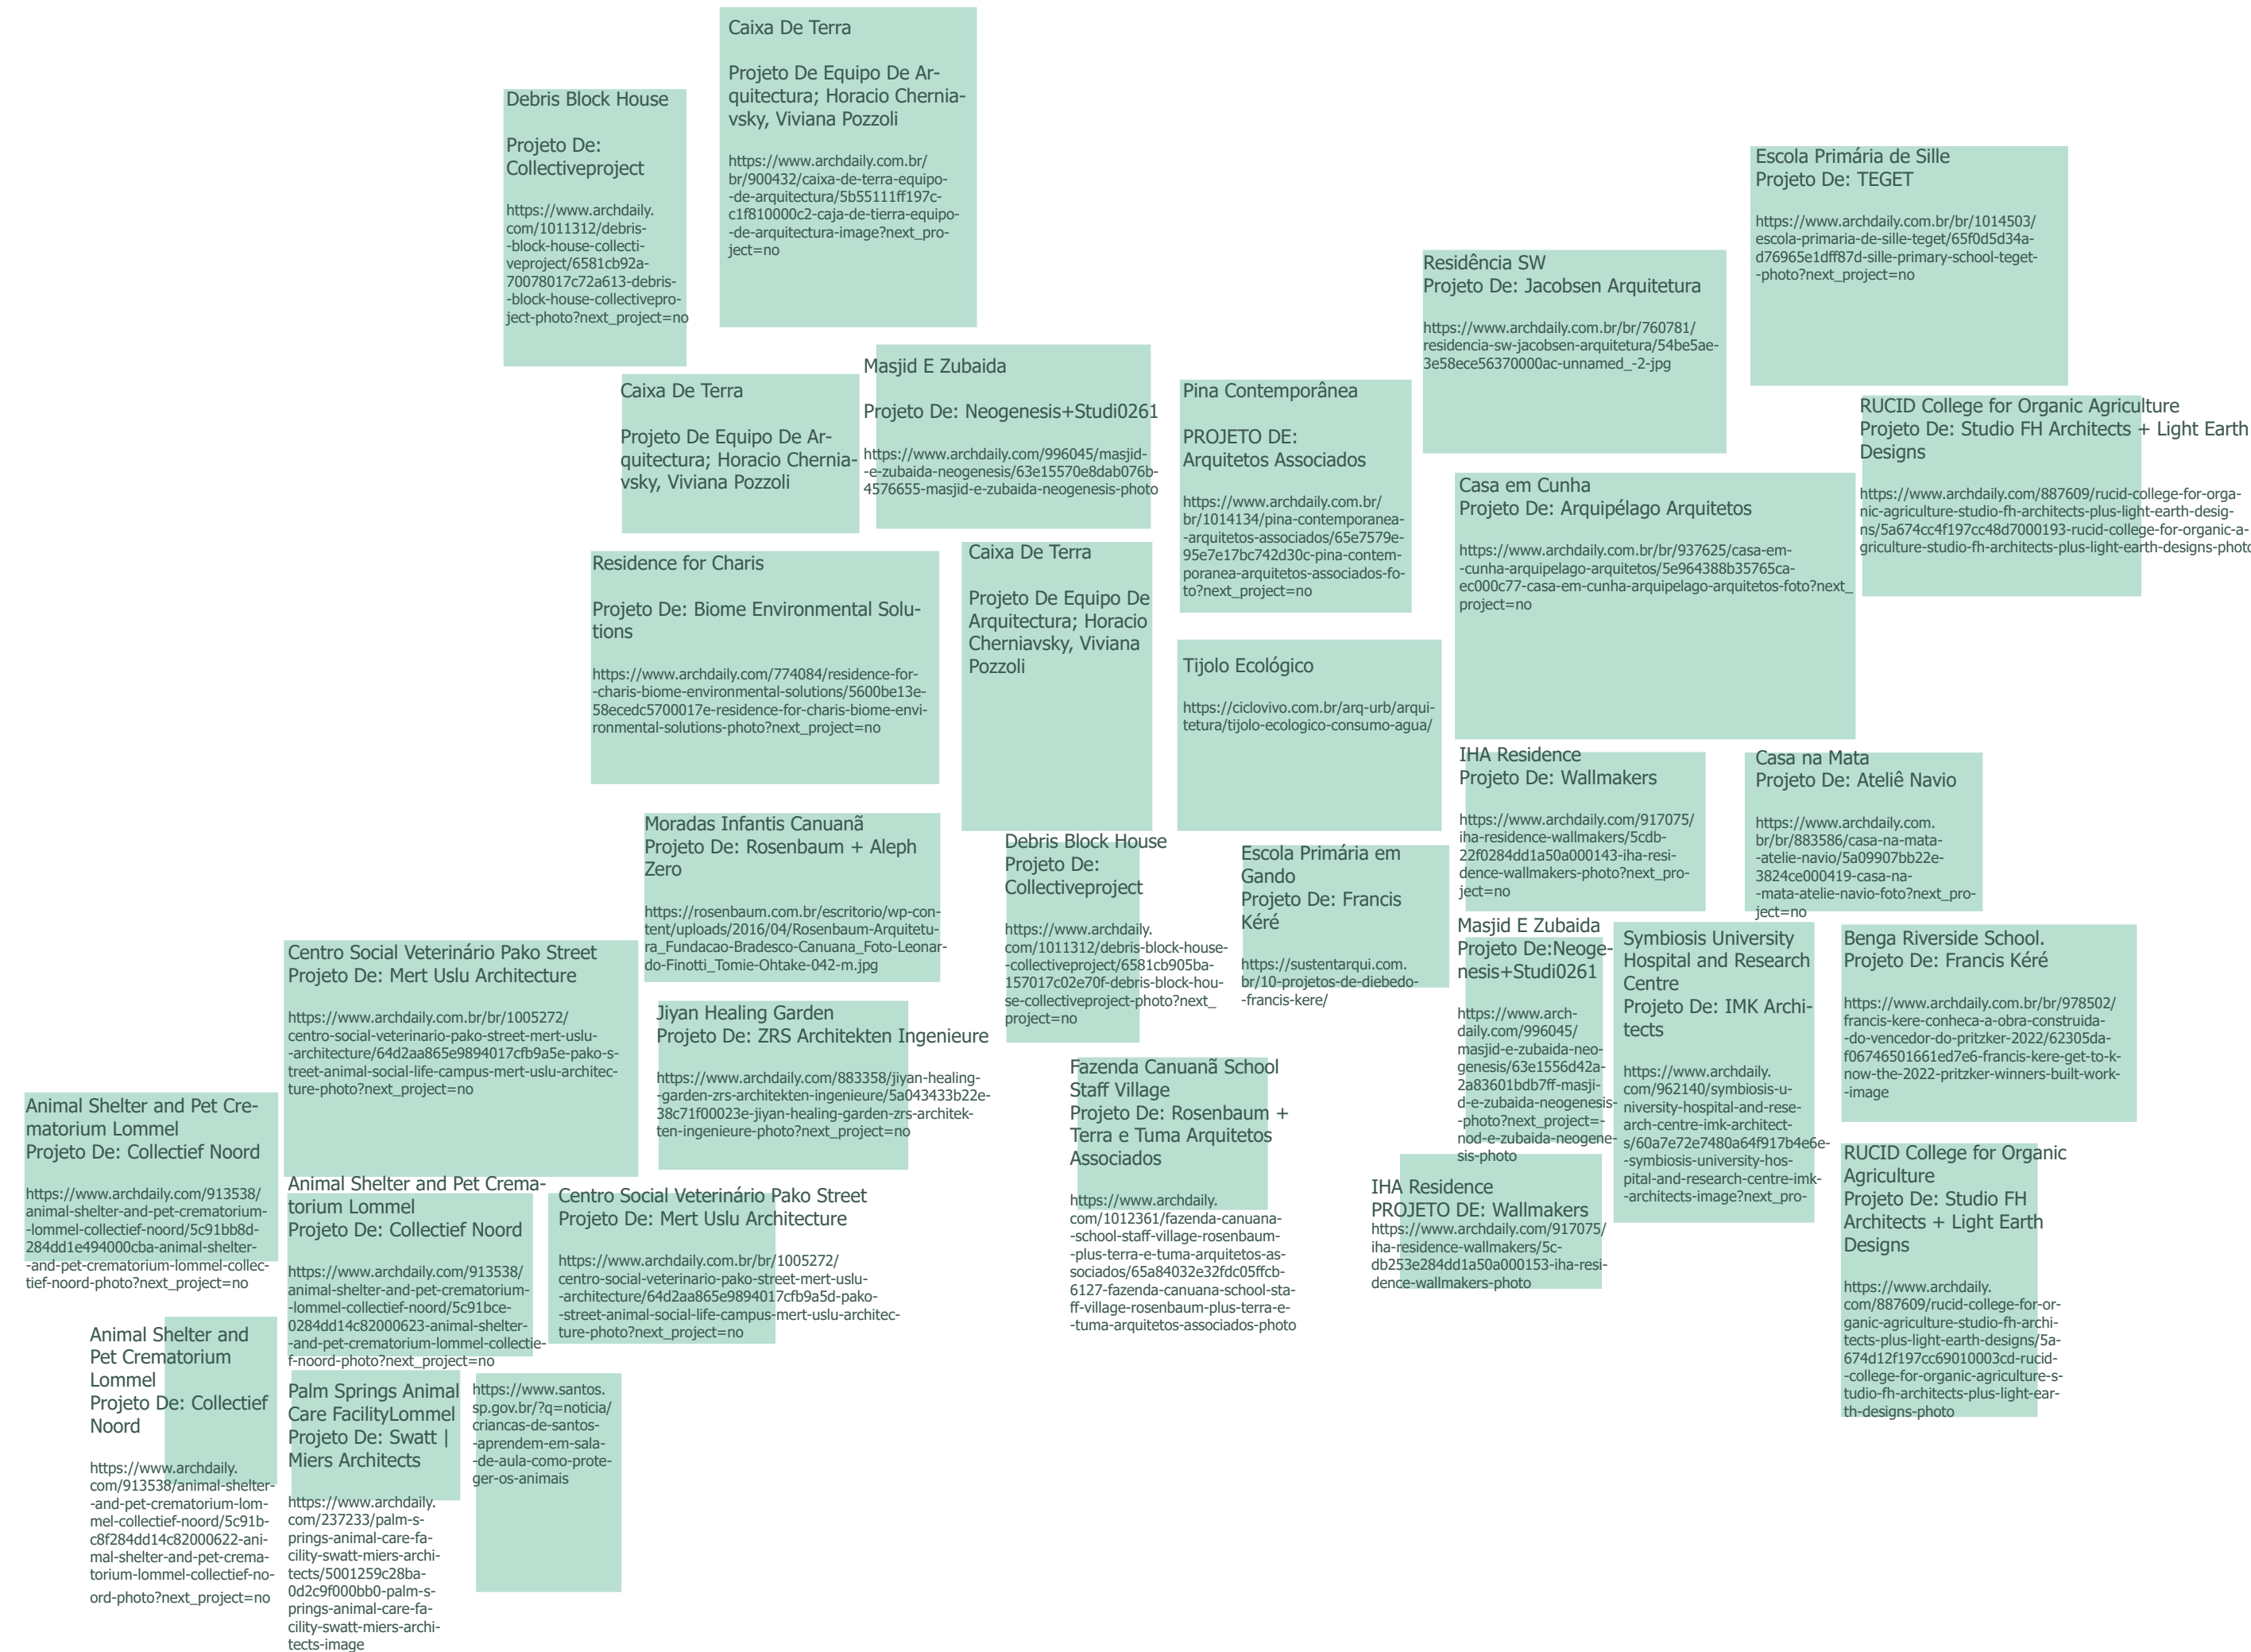 Caixa De Terra
Projeto De Equipo De Ar-
quitectura; Horacio Chernia-
vsky, Viviana Pozzoli
https://www.archdaily.com.br/
br/900432/caixa-de-terra-equipo-
-de-arquitectura/5b55111ff197c-
c1f810000c2-caja-de-tierra-equipo-
-de-arquitectura-image?next_pro-
ject=no
Debris Block House
Projeto De:
Collectiveproject
https://www.archdaily.
com/1011312/debris-
-block-house-collecti-
veproject/6581cb92a-
70078017c72a613-debris-
-block-house-collectivepro-
ject-photo?next_project=no
Escola Primária de Sille
Projeto De: TEGET
https://www.archdaily.com.br/br/1014503/
escola-primaria-de-sille-teget/65f0d5d34a-
d76965e1dff87d-sille-primary-school-teget-
-photo?next_project=no
Residência SW
Projeto De: Jacobsen Arquitetura
https://www.archdaily.com.br/br/760781/
residencia-sw-jacobsen-arquitetura/54be5ae-
3e58ece56370000ac-unnamed_-2-jpg
Caixa De Terra
Projeto De Equipo De Ar-
quitectura; Horacio Chernia-
vsky, Viviana Pozzoli
Masjid E Zubaida
Projeto De: Neogenesis+Studi0261
https://www.archdaily.com/996045/masjid-
-e-zubaida-neogenesis/63e15570e8dab076b-
4576655-masjid-e-zubaida-neogenesis-photo
Pina Contemporânea
PROJETO DE:
Arquitetos Associados
https://www.archdaily.com.br/
br/1014134/pina-contemporanea-
-arquitetos-associados/65e7579e-
95e7e17bc742d30c-pina-contem-
poranea-arquitetos-associados-fo-
to?next_project=no
RUCID College for Organic Agriculture
Projeto De: Studio FH Architects + Light Earth
Designs
https://www.archdaily.com/887609/rucid-college-for-orga-
nic-agriculture-studio-fh-architects-plus-light-earth-desig-
ns/5a674cc4f197cc48d7000193-rucid-college-for-organic-a-
griculture-studio-fh-architects-plus-light-earth-designs-photo
Casa em Cunha
Projeto De: Arquipélago Arquitetos
https://www.archdaily.com.br/br/937625/casa-em-
-cunha-arquipelago-arquitetos/5e964388b35765ca-
ec000c77-casa-em-cunha-arquipelago-arquitetos-foto?next_
project=no
Residence for Charis
Projeto De: Biome Environmental Solu-
tions
https://www.archdaily.com/774084/residence-for-
-charis-biome-environmental-solutions/5600be13e-
58ecedc5700017e-residence-for-charis-biome-envi-
ronmental-solutions-photo?next_project=no
Caixa De Terra
Projeto De Equipo De
Arquitectura; Horacio
Cherniavsky, Viviana
Pozzoli
Tijolo Ecológico
https://ciclovivo.com.br/arq-urb/arqui-
tetura/tijolo-ecologico-consumo-agua/
IHA Residence
Projeto De: Wallmakers
https://www.archdaily.com/917075/
iha-residence-wallmakers/5cdb-
22f0284dd1a50a000143-iha-resi-
dence-wallmakers-photo?next_pro-
ject=no
Casa na Mata
Projeto De: Ateliê Navio
https://www.archdaily.com.
br/br/883586/casa-na-mata-
-atelie-navio/5a09907bb22e-
3824ce000419-casa-na-
-mata-atelie-navio-foto?next_pro-
ject=no
Moradas Infantis Canuanã
Projeto De: Rosenbaum + Aleph
Zero
https://rosenbaum.com.br/escritorio/wp-con-
tent/uploads/2016/04/Rosenbaum-Arquitetu-
ra_Fundacao-Bradesco-Canuana_Foto-Leonar-
do-Finotti_Tomie-Ohtake-042-m.jpg
Debris Block House
Projeto De:
Collectiveproject
https://www.archdaily.
com/1011312/debris-block-house-
-collectiveproject/6581cb905ba-
157017c02e70f-debris-block-hou-
se-collectiveproject-photo?next_
project=no
Escola Primária em
Gando
Projeto De: Francis
Kéré
https://sustentarqui.com.
br/10-projetos-de-diebedo-
-francis-kere/
Masjid E Zubaida
Projeto De:Neoge-
nesis+Studi0261
https://www.arch-
daily.com/996045/
masjid-e-zubaida-neo-
genesis/63e1556d42a-
2a83601bdb7ff-masji-
d-e-zubaida-neogenesis-
-photo?next_project=-
nod-e-zubaida-neogene-
sis-photo
Symbiosis University
Hospital and Research
Centre
Projeto De: IMK Archi-
tects
https://www.archdaily.
com/962140/symbiosis-u-
niversity-hospital-and-rese-
arch-centre-imk-architect-
s/60a7e72e7480a64f917b4e6e-
-symbiosis-university-hos-
pital-and-research-centre-imk-
-architects-image?next_pro-
Benga Riverside School.
Projeto De: Francis Kéré
https://www.archdaily.com.br/br/978502/
francis-kere-conheca-a-obra-construida-
-do-vencedor-do-pritzker-2022/62305da-
f06746501661ed7e6-francis-kere-get-to-k-
now-the-2022-pritzker-winners-built-work-
-image
Centro Social Veterinário Pako Street
Projeto De: Mert Uslu Architecture
https://www.archdaily.com.br/br/1005272/
centro-social-veterinario-pako-street-mert-uslu-
-architecture/64d2aa865e9894017cfb9a5e-pako-s-
treet-animal-social-life-campus-mert-uslu-architec-
ture-photo?next_project=no
Jiyan Healing Garden
Projeto De: ZRS Architekten Ingenieure
https://www.archdaily.com/883358/jiyan-healing-
-garden-zrs-architekten-ingenieure/5a043433b22e-
38c71f00023e-jiyan-healing-garden-zrs-architek-
ten-ingenieure-photo?next_project=no
Fazenda Canuanã School
Staff Village
Projeto De: Rosenbaum +
Terra e Tuma Arquitetos
Associados
https://www.archdaily.
com/1012361/fazenda-canuana-
-school-staff-village-rosenbaum-
-plus-terra-e-tuma-arquitetos-as-
sociados/65a84032e32fdc05ffcb-
6127-fazenda-canuana-school-sta-
ff-village-rosenbaum-plus-terra-e-
-tuma-arquitetos-associados-photo
IHA Residence
PROJETO DE: Wallmakers
https://www.archdaily.com/917075/
iha-residence-wallmakers/5c-
db253e284dd1a50a000153-iha-resi-
dence-wallmakers-photo
RUCID College for Organic
Agriculture
Projeto De: Studio FH
Architects + Light Earth
Designs
https://www.archdaily.
com/887609/rucid-college-for-or-
ganic-agriculture-studio-fh-archi-
tects-plus-light-earth-designs/5a-
674d12f197cc69010003cd-rucid-
-college-for-organic-agriculture-s-
tudio-fh-architects-plus-light-ear-
th-designs-photo
Animal Shelter and Pet Cre-
matorium Lommel
Projeto De: Collectief Noord
https://www.archdaily.com/913538/
animal-shelter-and-pet-crematorium-
-lommel-collectief-noord/5c91bb8d-
284dd1e494000cba-animal-shelter-
-and-pet-crematorium-lommel-collec-
tief-noord-photo?next_project=no
Animal Shelter and Pet Crema-
torium Lommel
Projeto De: Collectief Noord
https://www.archdaily.com/913538/
animal-shelter-and-pet-crematorium-
-lommel-collectief-noord/5c91bce-
0284dd14c82000623-animal-shelter-
-and-pet-crematorium-lommel-collectie-
f-noord-photo?next_project=no
Centro Social Veterinário Pako Street
Projeto De: Mert Uslu Architecture
https://www.archdaily.com.br/br/1005272/
centro-social-veterinario-pako-street-mert-uslu-
-architecture/64d2aa865e9894017cfb9a5d-pako-
-street-animal-social-life-campus-mert-uslu-architec-
ture-photo?next_project=no
Animal Shelter and
Pet Crematorium
Lommel
Projeto De: Collectief
Noord
https://www.archdaily.
com/913538/animal-shelter-
-and-pet-crematorium-lom-
mel-collectief-noord/5c91b-
c8f284dd14c82000622-ani-
mal-shelter-and-pet-crema-
torium-lommel-collectief-no-
ord-photo?next_project=no
Palm Springs Animal
Care FacilityLommel
Projeto De: Swatt |
Miers Architects
https://www.archdaily.
com/237233/palm-s-
prings-animal-care-fa-
cility-swatt-miers-archi-
tects/5001259c28ba-
0d2c9f000bb0-palm-s-
prings-animal-care-fa-
cility-swatt-miers-archi-
tects-image
https://www.santos.
sp.gov.br/?q=noticia/
criancas-de-santos-
-aprendem-em-sala-
-de-aula-como-prote-
ger-os-animais